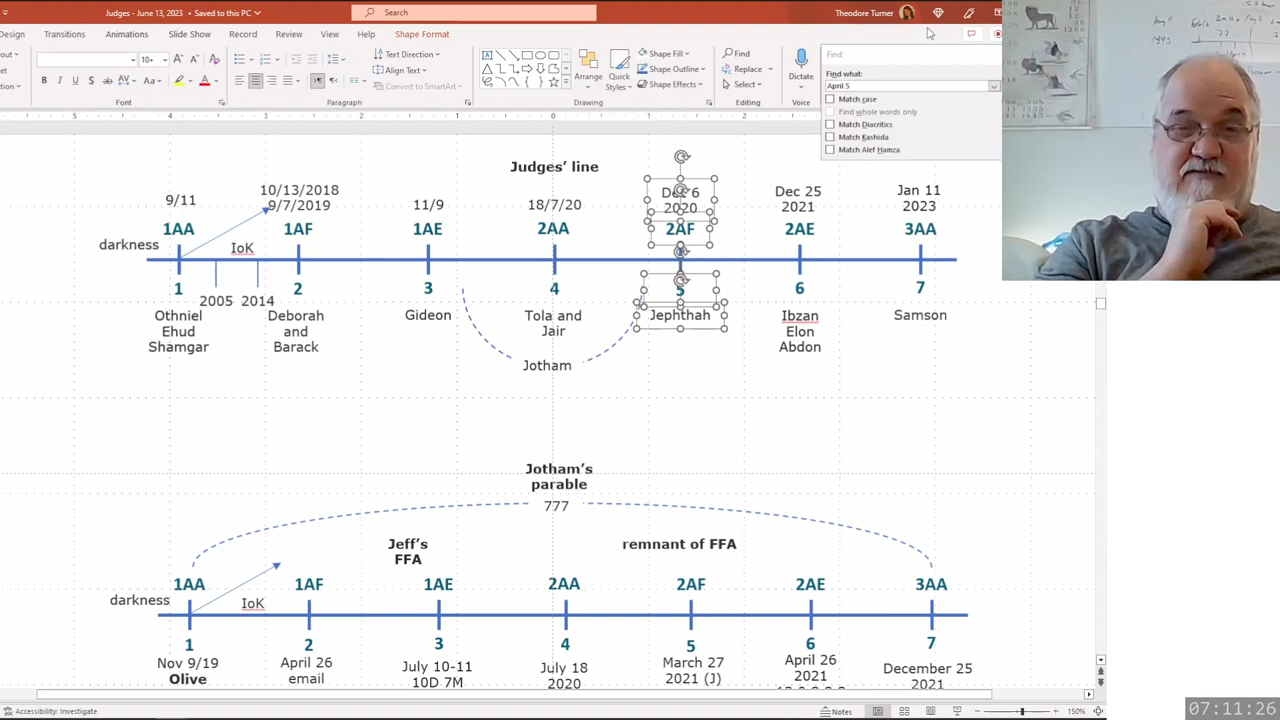 Judges - June 13, 2023 • Saved to this PC
Search
Theodore Turner
Design Transitions Animations Slide Show Record Review View Help Shape Format
10+
Text Direction
Align Text
Convert to SmartArt
Arrange
Quick Styles
Shape Fill
Shape Outline
Shape Effects
Find
Replace
Select
Dictate
Font Paragraph Drawing Editing Voice
Find
Find what:
April 5
Match case
Find whole words only
Match Diacritics
Match Kashida
Match Alef Hamza
5 4 3 2 1 0 1 2
Judges' line
9/11
10/13/2018
9/7/2019
11/9
18/7/20
Dec 6
2020
Dec 25
2021
Jan 11
2023
1AA 1AF 1AE 2AA 2AF 2AE 3AA
darkness
IoK
1 2 3 4 5 6 7
2005 2014
Othniel
Ehud
Shamgar
Deborah
and
Barack
Gideon
Tola and
Jair
Jephthah
Ibzan
Elon
Abdon
Samson
Jotham
Jotham's
parable
777
Jeff's
FFA
remnant of FFA
1AA 1AF 1AE 2AA 2AF 2AE 3AA
darkness
IoK
1 2 3 4 5 6 7
Nov 9/19
Olive
April 26
email
July 10-11
10D 7M
July 18
2020
March 27
2021 (J)
April 26
2021
December 25
2021
Accessibility: Investigate
Notes
150%
07:11:26